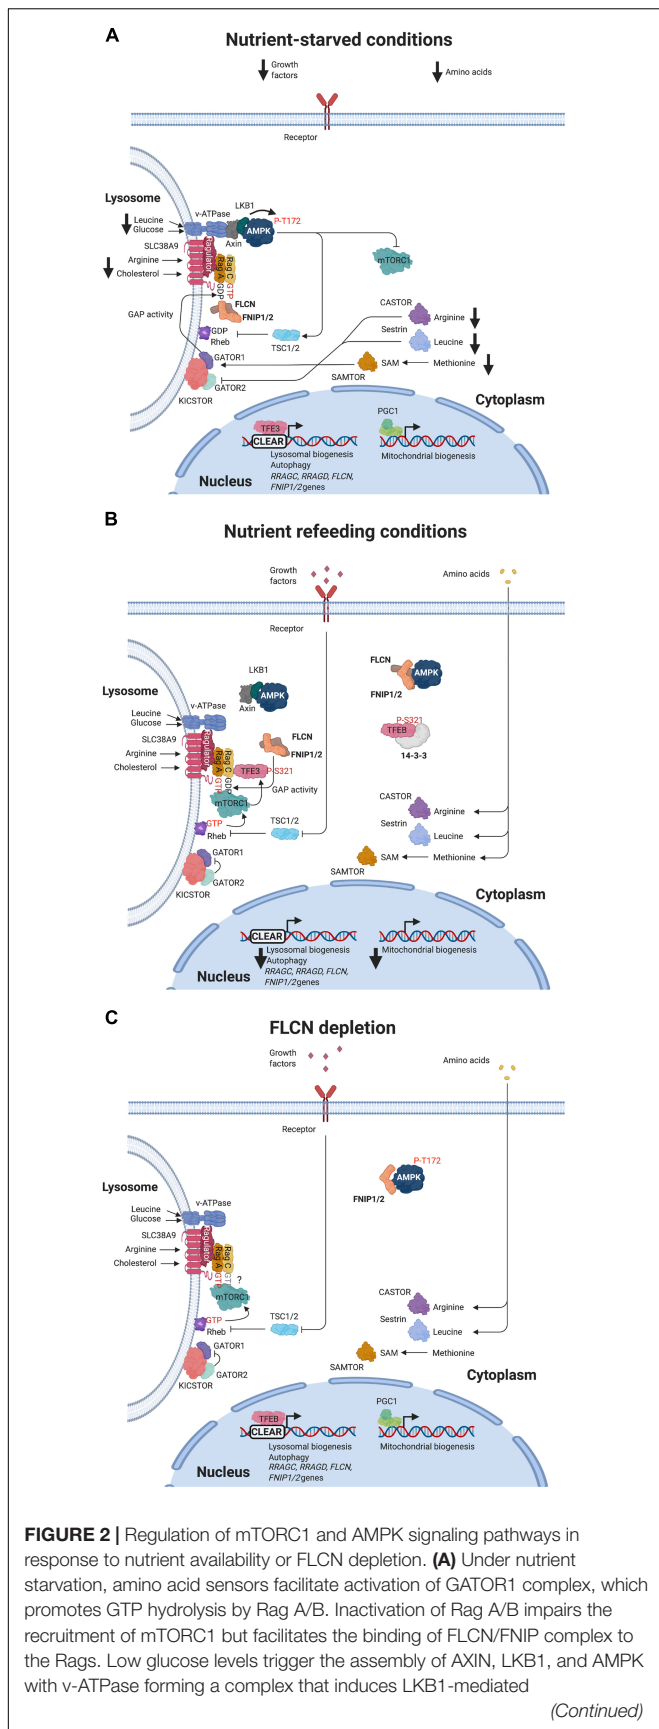 A
Nutrient-starved conditions
Growth factors
Amino acids
Receptor
Lysosome
v-ATPase
LKB1
P-T172
AMPK
Axin
Leucine
Glucose
SLC38A9
Arginine
Cholesterol
Ragulator
Rag A
Rag C
GDP
GTP
mTORC1
FLCN
FNIP1/2
GAP activity
GDP
Rheb
TSC1/2
CASTOR
Arginine
Sestrin
Leucine
GATOR1
SAM
Methionine
SAMTOR
GATOR2
KICSTOR
Cytoplasm
TFE3
CLEAR
PGC1
Lysosomal biogenesis
Autophagy
RRAGC, RRAGD, FLCN,
FNIP1/2genes
Mitochondrial biogenesis
Nucleus
B
Nutrient refeeding conditions
Growth factors
Amino acids
Receptor
LKB1
AMPK
Axin
FLCN
AMPK
FNIP1/2
Lysosome
v-ATPase
Leucine
Glucose
SLC38A9
Arginine
Cholesterol
Ragulator
Rag A
Rag C
GTP
GDP
FLCN
FNIP1/2
P-S321
TFEB
14-3-3
TFE3
P-S321
GAP activity
mTORC1
GTP
Rheb
TSC1/2
CASTOR
Arginine
Sestrin
Leucine
GATOR1
SAM
Methionine
SAMTOR
GATOR2
KICSTOR
Cytoplasm
CLEAR
Lysosomal biogenesis
Autophagy
RRAGC, RRAGD, FLCN,
FNIP1/2genes
Mitochondrial biogenesis
Nucleus
C
FLCN depletion
Growth factors
Amino acids
Receptor
P-T172
AMPK
FNIP1/2
Lysosome
v-ATPase
Leucine
Glucose
SLC38A9
Arginine
Cholesterol
Ragulator
Rag A
Rag C
GTP
GTP
?
mTORC1
GTP
Rheb
TSC1/2
CASTOR
Arginine
Sestrin
Leucine
GATOR1
SAM
Methionine
SAMTOR
GATOR2
KICSTOR
Cytoplasm
TFEB
CLEAR
PGC1
Lysosomal biogenesis
Autophagy
RRAGC, RRAGD, FLCN,
FNIP1/2genes
Mitochondrial biogenesis
Nucleus
FIGURE 2 | Regulation of mTORC1 and AMPK signaling pathways in
response to nutrient availability or FLCN depletion. (A) Under nutrient
starvation, amino acid sensors facilitate activation of GATOR1 complex, which
promotes GTP hydrolysis by Rag A/B. Inactivation of Rag A/B impairs the
recruitment of mTORC1 but facilitates the binding of FLCN/FNIP complex to
the Rags. Low glucose levels trigger the assembly of AXIN, LKB1, and AMPK
with v-ATPase forming a complex that induces LKB1-mediated
(Continued)